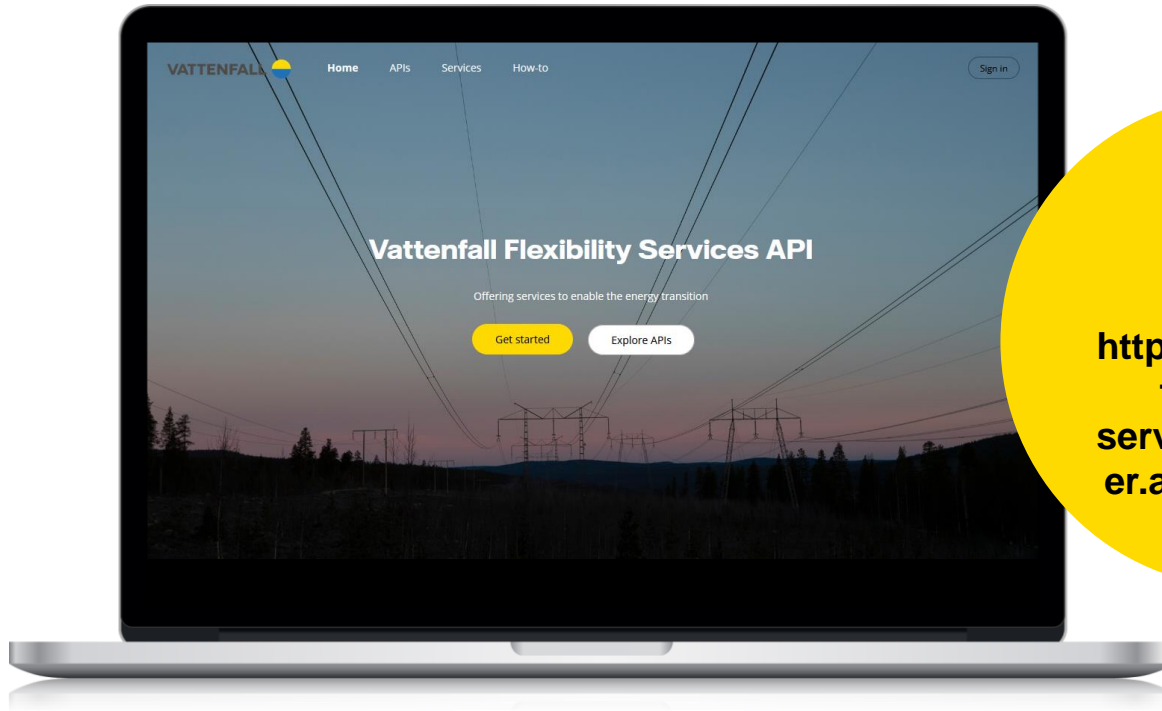 VATTENFALL
Home APIs Services How-to
Sign in
Vattenfall Flexibility Services API
Offering services to enable the energy transition
Get started Explore APIs
http
serv
er.a